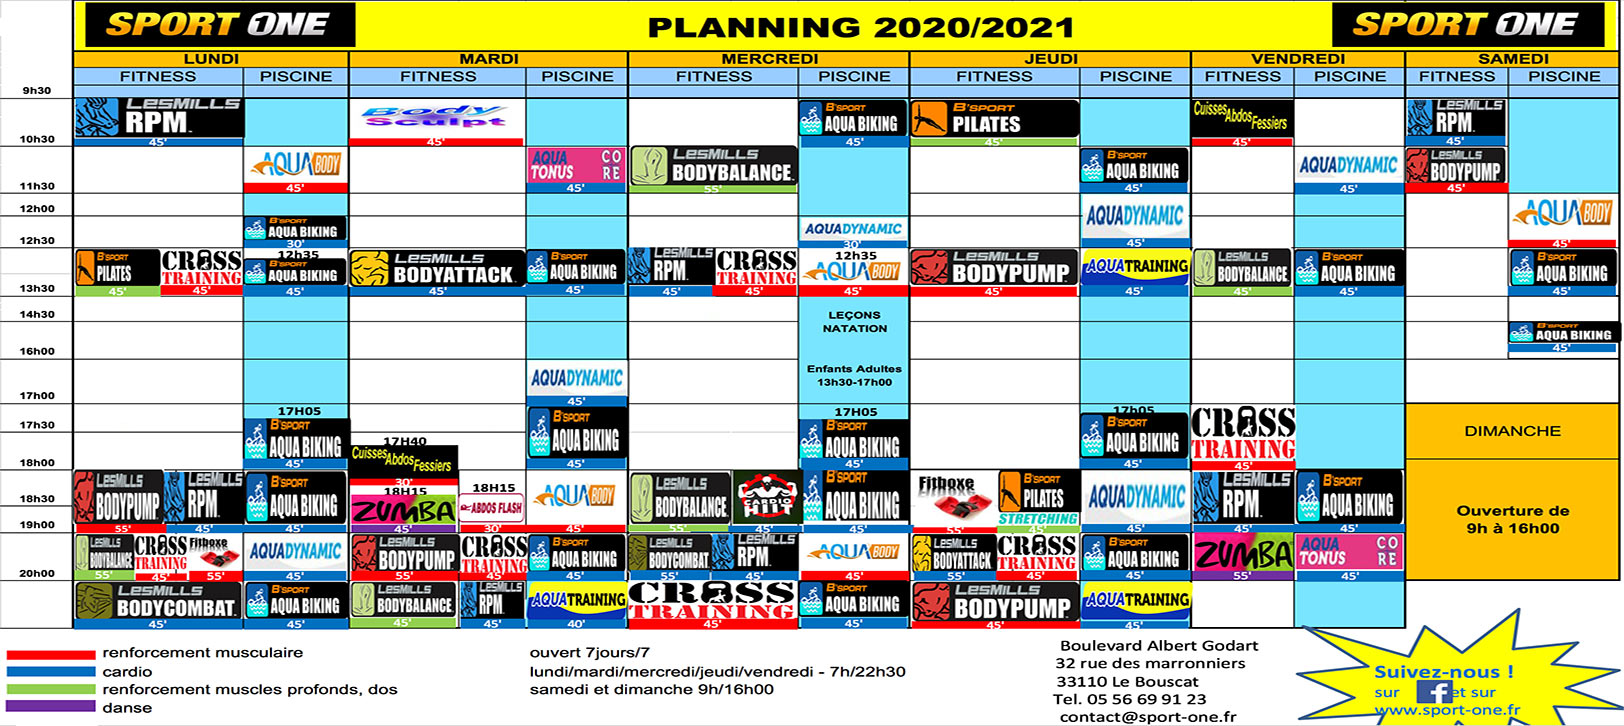 SPORT ONE PLANNING 2020/2021 SPORT ONE
LUNDI MARDI MERCREDI JEUDI VENDREDI SAMEDI
FITNESS PISCINE FITNESS PISCINE FITNESS PISCINE FITNESS PISCINE FITNESS PISCINE FITNESS PISCINE
9h30
LESMILLS RPM 45'
Body Sculpt 45'
B'SPORT AQUA BIKING 45'
B'SPORT PILATES 45'
Cuisses Abdos Fessiers 45'
LESMILLS RPM 45'
10h30
AQUA BODY 45'
AQUA TONUS CORE 45'
LESMILLS BODYBALANCE 55'
B'SPORT AQUA BIKING 45'
AQUADYNAMIC 45'
LESMILLS BODYPUMP 45'
11h30
12h00
B'SPORT AQUA BIKING 30'
AQUADYNAMIC 30'
AQUADYNAMIC 45'
AQUA BODY 45'
12h30
B'SPORT PILATES 45'
CROSS TRAINING 45'
12h35
B'SPORT AQUA BIKING 45'
LESMILLS BODYATTACK 45'
B'SPORT AQUA BIKING 45'
LESMILLS RPM 45'
CROSS TRAINING 45'
12h35
AQUA BODY 45'
LESMILLS BODYPUMP 45'
AQUATRAINING 45'
LESMILLS BODYBALANCE 45'
B'SPORT AQUA BIKING 45'
B'SPORT AQUA BIKING 45'
13h30
LEÇONS
NATATION
14h30
B'SPORT AQUA BIKING 45'
16h00
Enfants Adultes
13h30-17h00
AQUADYNAMIC 45'
17h00
17H05
B'SPORT AQUA BIKING 45'
B'SPORT AQUA BIKING 45'
17H05
B'SPORT AQUA BIKING 45'
17h05
B'SPORT AQUA BIKING 45'
CROSS TRAINING 45'
DIMANCHE
17h30
17H40
Cuisses Abdos Fessiers 30'
18h00
LESMILLS BODYPUMP 55'
LESMILLS RPM 45'
B'SPORT AQUA BIKING 45'
18H15
ZUMBA 45'
18H15
ABDOS FLASH 30'
AQUA BODY 45'
LESMILLS BODYBALANCE 55'
CARDIO HIIT 45'
B'SPORT AQUA BIKING 45'
Fitboxe 55'
B'SPORT PILATES STRETCHING 45'
AQUADYNAMIC 45'
LESMILLS RPM 45'
B'SPORT AQUA BIKING 45'
Ouverture de
9h à 16h00
18h30
19h00
LESMILLS BODYBALANCE 55'
CROSS TRAINING 45'
Fitboxe 55'
AQUADYNAMIC 45'
LESMILLS BODYPUMP 55'
CROSS TRAINING 45'
B'SPORT AQUA BIKING 45'
LESMILLS BODYCOMBAT 55'
LESMILLS RPM 45'
AQUA BODY 45'
LESMILLS BODYATTACK 55'
CROSS TRAINING 45'
B'SPORT AQUA BIKING 45'
ZUMBA 55'
AQUA TONUS CORE 45'
20h00
LESMILLS BODYCOMBAT 45'
B'SPORT AQUA BIKING 45'
LESMILLS BODYBALANCE 45'
LESMILLS RPM 45'
AQUATRAINING 40'
CROSS TRAINING 45'
B'SPORT AQUA BIKING 45'
LESMILLS BODYPUMP 45'
AQUATRAINING 45'
renforcement musculaire
cardio
renforcement muscles profonds, dos
danse
ouvert 7jours/7
lundi/mardi/mercredi/jeudi/vendredi - 7h/22h30
samedi et dimanche 9h/16h00
Boulevard Albert Godart
32 rue des marronniers
33110 Le Bouscat
Tel. 05 56 69 91 23
contact@sport-one.fr
Suivez-nous !
sur f et sur
www.sport-one.fr